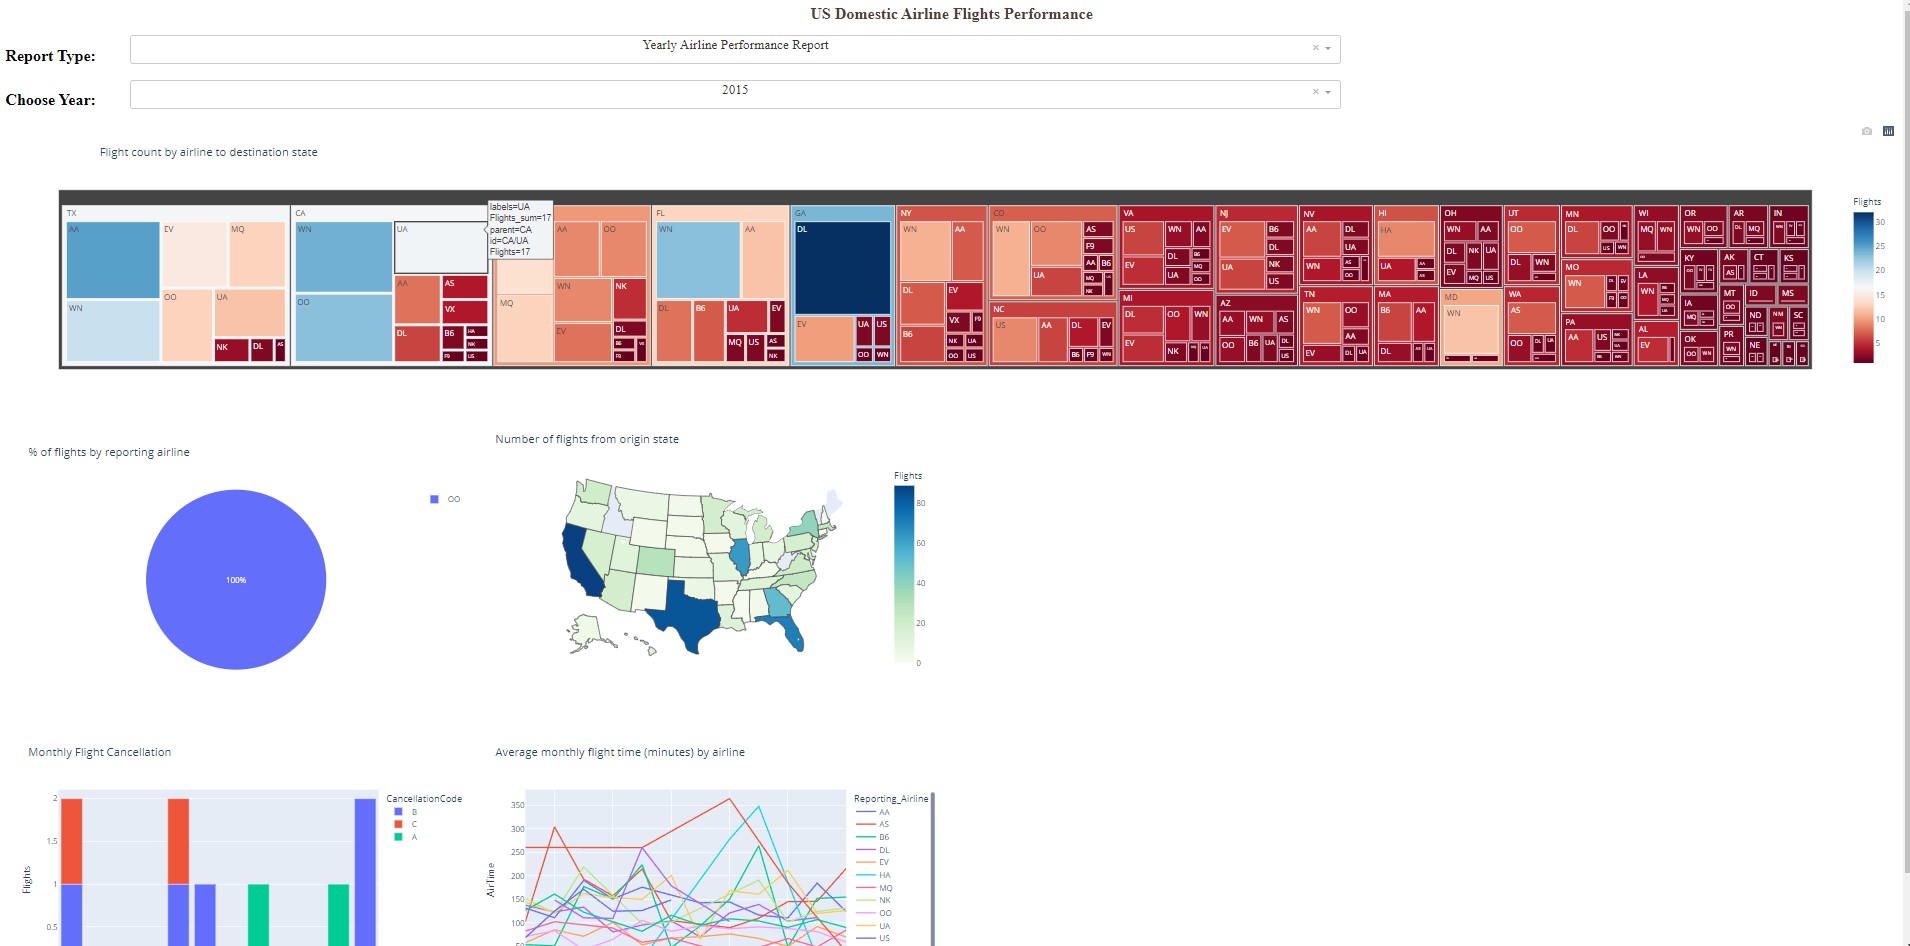 US Domestic Airline Flights Performance
Report Type:
Yearly Airline Performance Report
Choose Year:
2015
Flight count by airline to destination state
TX
AA
EV
MQ
WN
OO
UA
NK
DL
AS
CA
WN
UA
OO
AA
AS
VX
DL
B6
HA
NK
F9
US
labels=UA
Flights_sum=17
parent=CA
id=CA/UA
Flights=17
AA
OO
WN
NK
MQ
EV
DL
B6
F9
FL
WN
AA
DL
B6
UA
EV
MQ
US
AS
NK
GA
DL
EV
UA
US
OO
WN
NY
WN
AA
DL
EV
VX
F9
B6
NK
UA
OO
US
CO
WN
OO
AS
F9
UA
AA
B6
MQ
NK
NC
US
AA
DL
EV
B6
F9
WN
VA
US
WN
AA
DL
B6
EV
MQ
UA
OO
MI
DL
OO
WN
EV
NK
NJ
EV
B6
DL
UA
NK
US
AZ
AA
WN
AS
OO
B6
UA
DL
US
NV
AA
DL
UA
WN
AS
OO
TN
WN
OO
AA
EV
DL
UA
HI
HA
UA
AA
AS
MA
B6
AA
DL
OH
WN
AA
DL
NK
UA
EV
MQ
US
MD
WN
UT
OO
DL
WN
WA
AS
OO
DL
UA
MN
DL
OO
US
WN
MO
WN
DL
EV
F9
OO
PA
AA
US
WI
MQ
WN
OO
LA
WN
AL
EV
OR
WN
OO
KY
OO
IA
MQ
OK
OO
WN
AR
DL
MQ
AK
AS
MT
OO
PR
WN
IN
CT
KS
ID
MS
ND
NM
SC
NE
Flights
30
25
20
15
10
5
% of flights by reporting airline
100%
OO
Number of flights from origin state
Flights
80
60
40
20
0
Monthly Flight Cancellation
Flights
2
1.5
1
0.5
CancellationCode
B
C
A
Average monthly flight time (minutes) by airline
AirTime
350
300
250
200
150
100
50
Reporting_Airline
AA
AS
B6
DL
EV
HA
MQ
NK
OO
UA
US